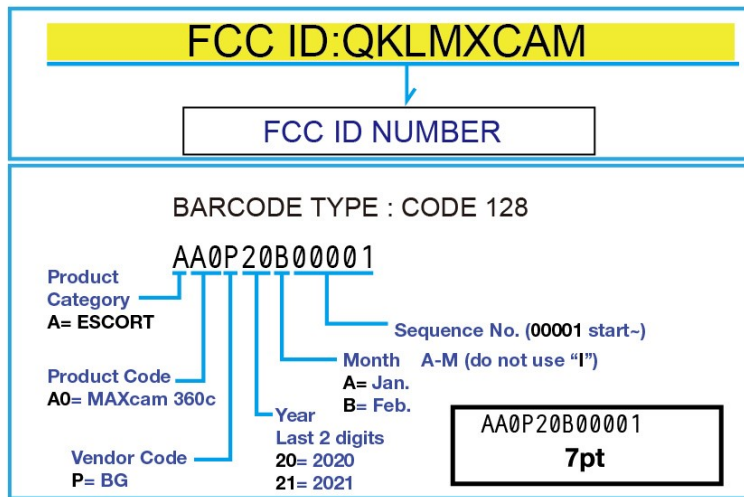 FCC ID:QKLMXCAM
FCC ID NUMBER
BARCODE TYPE : CODE 128
AA0P20B00001
Product
Category
A= ESCORT
Product Code
A0= MAXcam 360c
Vendor Code
P= BG
Year
Last 2 digits
20= 2020
21= 2021
Month A-M (do not use “I”)
A= Jan.
B= Feb.
Sequence No. (00001 start~)
AA0P20B00001
7pt